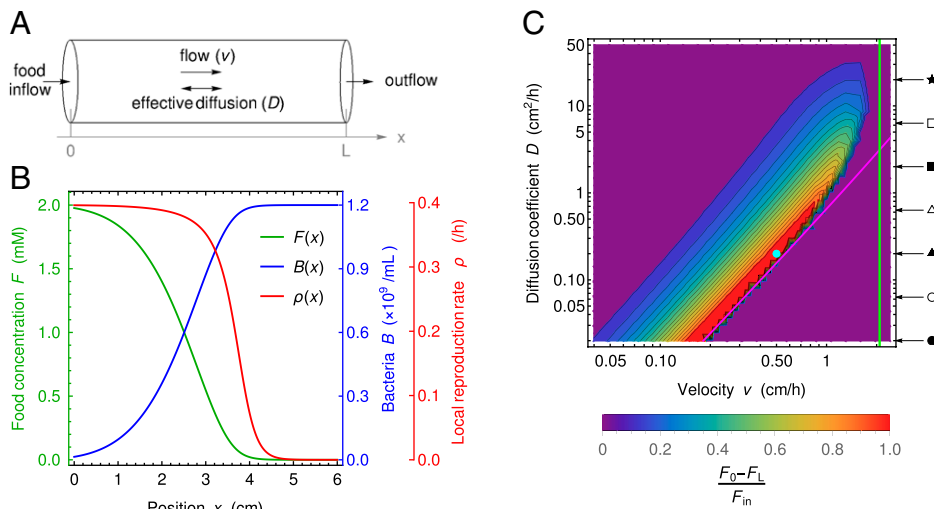 A
flow (v)
food
inflow
effective diffusion (D)
outflow
0
L
x
B
2.0
1.5
1.0
0.5
0.0
Food concentration F (mM)
F(x)
B(x)
ρ(x)
1.2
0.9
0.6
0.3
0.0
Bacteria B (×10⁹/mL)
0.4
0.3
0.2
0.1
0.0
Local reproduction rate ρ (/h)
0 1 2 3 4 5 6
Position x (cm)
C
50
10
5
1
0.50
0.10
0.05
Diffusion coefficient D (cm²/h)
0.05 0.10 0.50 1
Velocity v (cm/h)
0 0.2 0.4 0.6 0.8 1.0
F₀−F_L
F_in